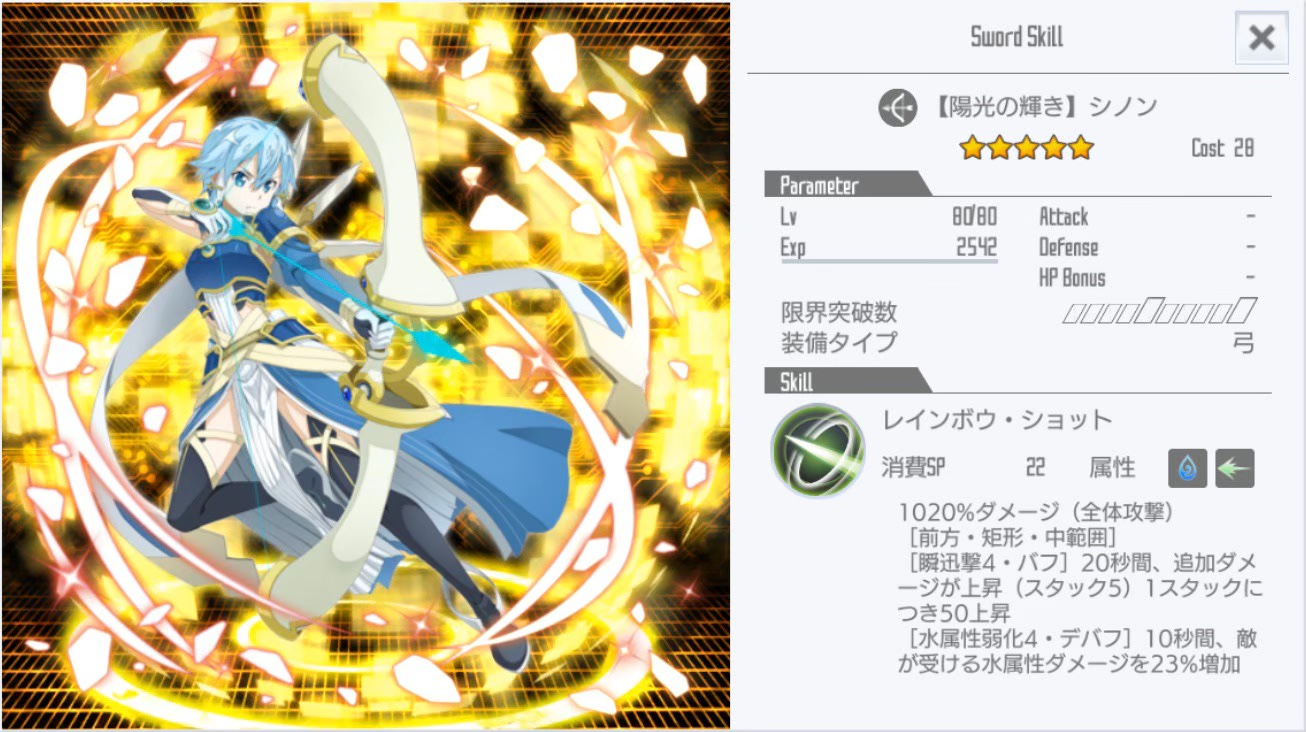 Sword Skill
【陽光の輝き】シノン
Cost 28
Parameter
Lv 80/80 Attack -
Exp 2542 Defense -
HP Bonus -
限界突破数
装備タイプ 弓
Skill
レインボウ・ショット
消費SP 22 属性
1020%ダメージ（全体攻撃）
［前方・矩形・中範囲］
［瞬迅撃4・バフ］20秒間、追加ダメ
ージが上昇（スタック5）1スタックに
つき50上昇
［水属性弱化4・デバフ］10秒間、敵
が受ける水属性ダメージを23%増加